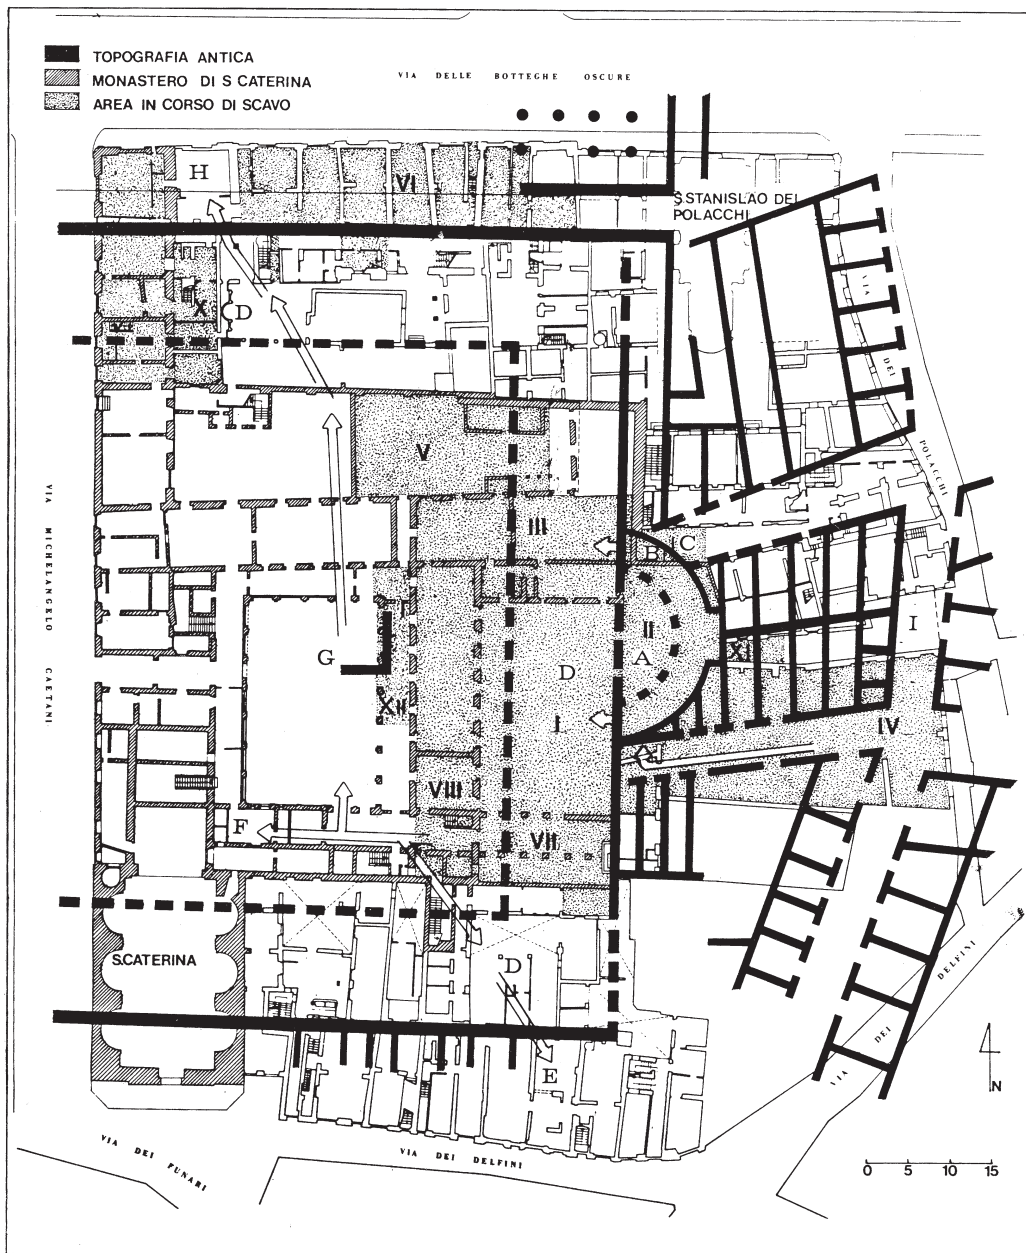 TOPOGRAFIA ANTICA
MONASTERO DI S CATERINA
AREA IN CORSO DI SCAVO
VIA DELLE BOTTEGHE OSCURE
H
VI
S.STANISLAO DEI
POLACCHI
X
D
VI
VIA DEI POLACCHI
V
III
B
C
VIA MICHELANGELO CAETANI
II
I
G
A
XI
D
XII
I
IV
VIII
F
VII
S.CATERINA
D
E
VIA DEI DELFINI
N
VIA DEI FUNARI
VIA DEI DELFINI
0 5 10 15